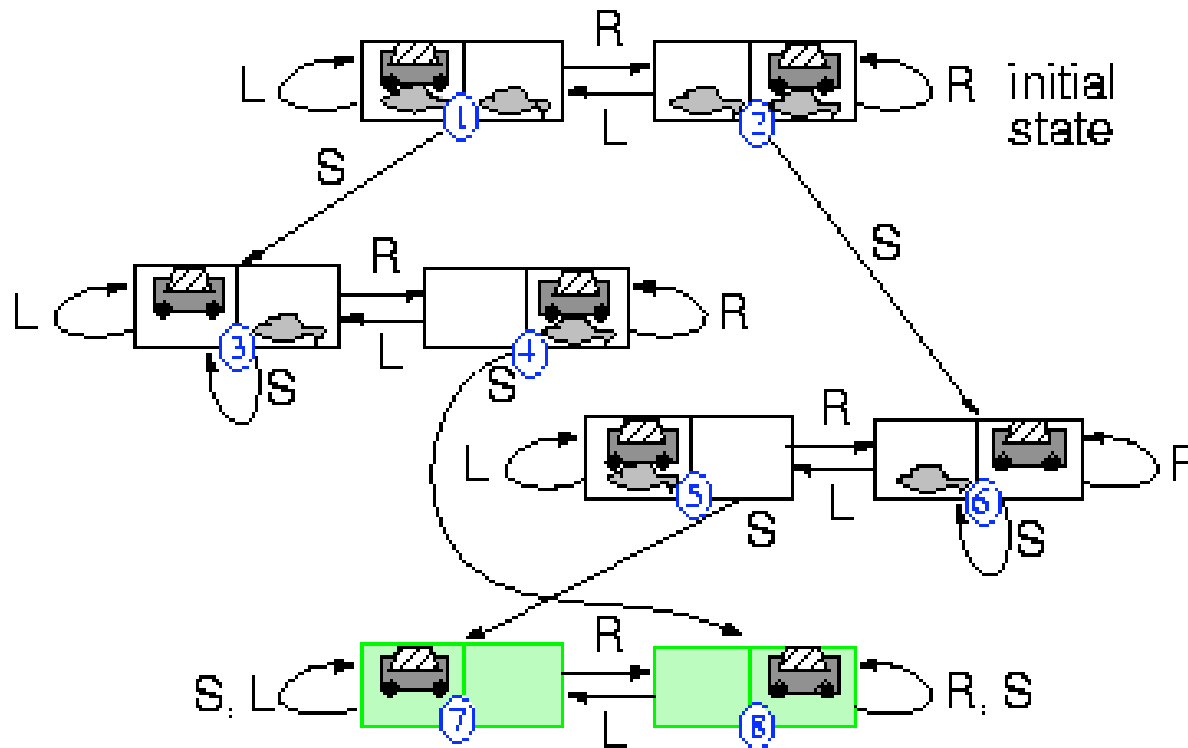 R
L R initial
1 2 state
L
S
S
R
L R
3 4
L
S S
R
L R
5 6
L
S S
R
S, L R, S
7 8
L